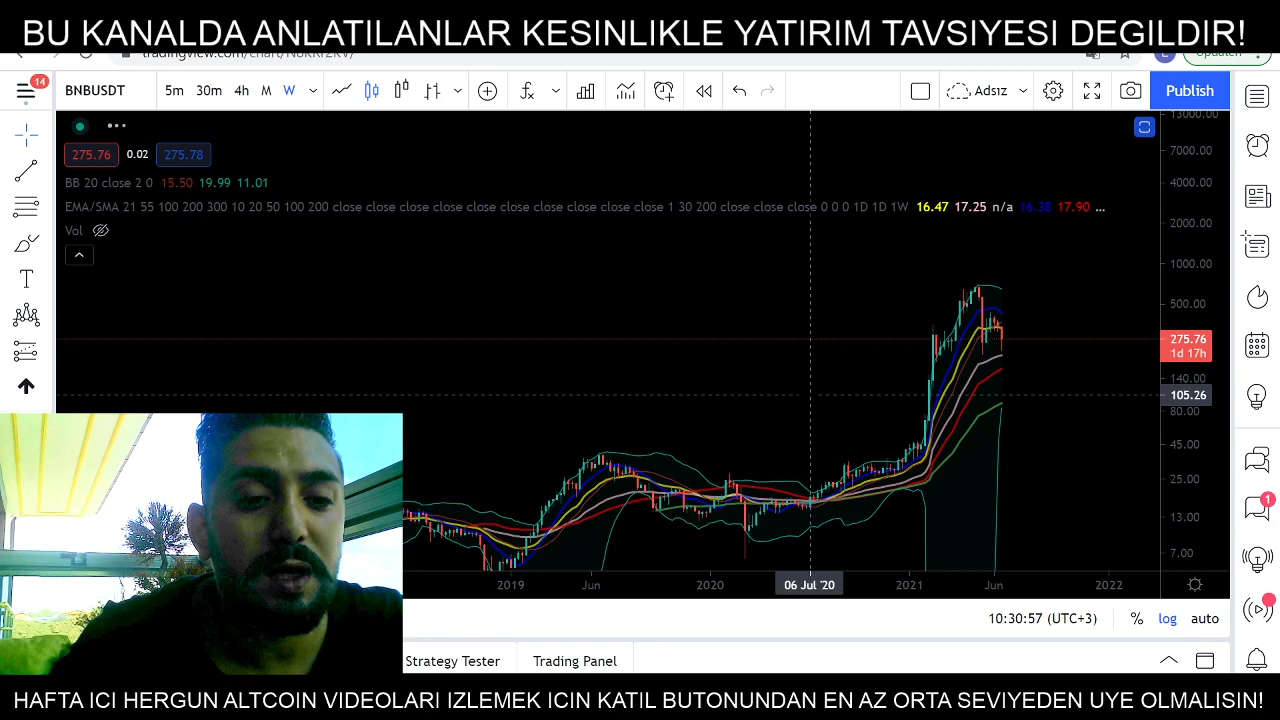 BU KANALDA ANLATILANLAR KESINLIKLE YATIRIM TAVSIYESI DEGILDIR!
14
BNBUSDT 5m 30m 4h M W Adsız Publish
275.76 0.02 275.78
BB 20 close 2 0 15.50 19.99 11.01
EMA/SMA 21 55 100 200 300 10 20 50 100 200 close close close close close close close close close close 1 30 200 close close close 0 0 0 1D 1D 1W 16.47 17.25 n/a 16.38 17.90 ...
Vol
13000.00
7000.00
4000.00
2000.00
1000.00
500.00
275.76
1d 17h
140.00
105.26
80.00
45.00
25.00
13.00
7.00
1
2019 Jun 2020 06 Jul '20 2021 Jun 2022
10:30:57 (UTC+3) % log auto
Strategy Tester Trading Panel
HAFTA ICI HERGUN ALTCOIN VIDEOLARI IZLEMEK ICIN KATIL BUTONUNDAN EN AZ ORTA SEVIYEDEN UYE OLMALISIN!